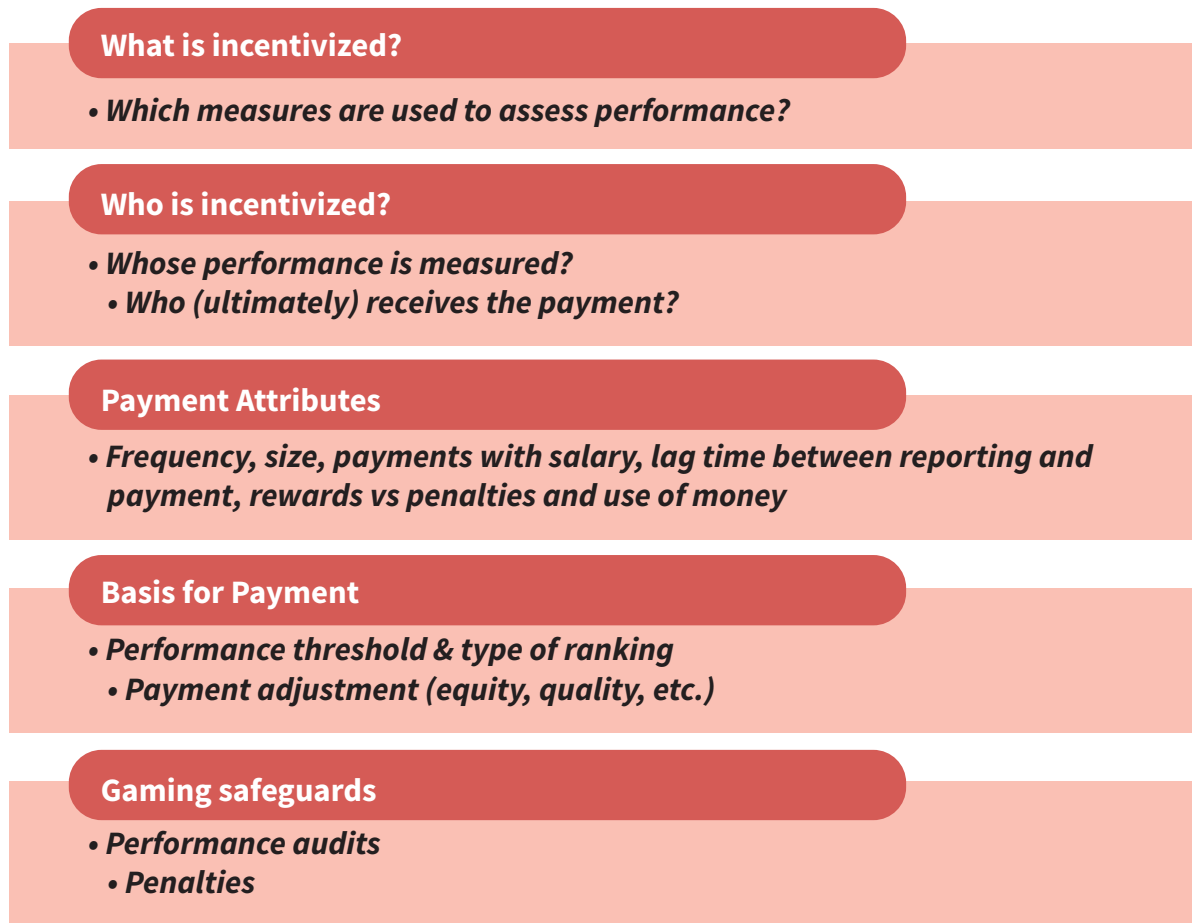 What is incentivized?
• Which measures are used to assess performance?
Who is incentivized?
• Whose performance is measured?
• Who (ultimately) receives the payment?
Payment Attributes
• Frequency, size, payments with salary, lag time between reporting and
payment, rewards vs penalties and use of money
Basis for Payment
• Performance threshold & type of ranking
• Payment adjustment (equity, quality, etc.)
Gaming safeguards
• Performance audits
• Penalties